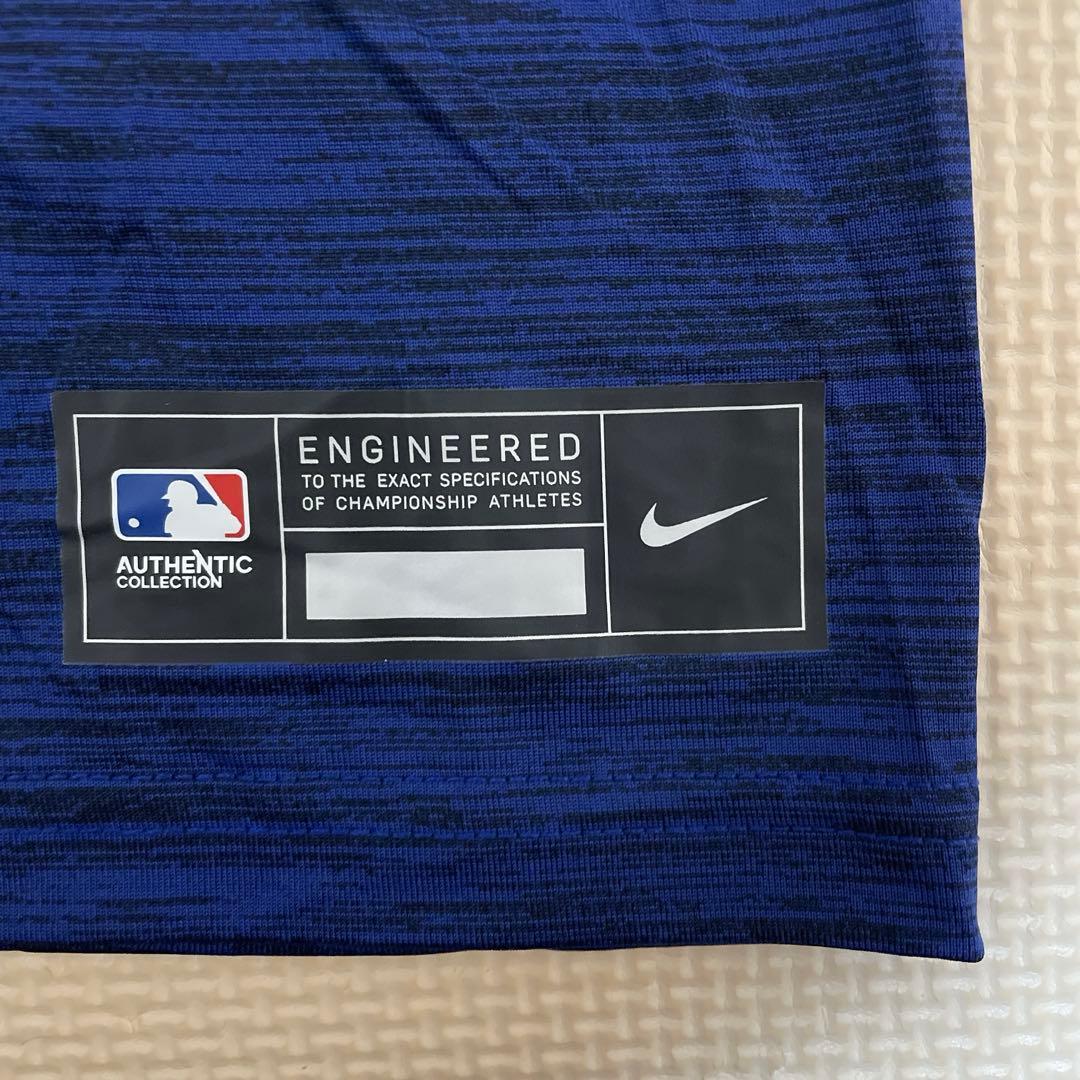 AUTHENTIC
COLLECTION
ENGINEERED
TO THE EXACT SPECIFICATIONS
OF CHAMPIONSHIP ATHLETES